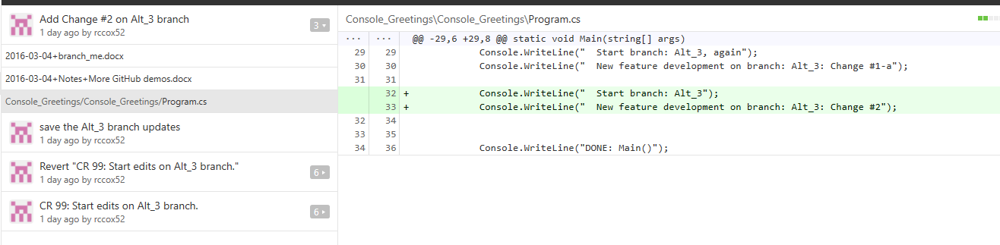 Add Change #2 on Alt_3 branch
1 day ago by rccox52
3
2016-03-04+branch_me.docx
2016-03-04+Notes+More GitHub demos.docx
Console_Greetings/Console_Greetings/Program.cs
save the Alt_3 branch updates
1 day ago by rccox52
Revert "CR 99: Start edits on Alt_3 branch."
1 day ago by rccox52
6
CR 99: Start edits on Alt_3 branch.
1 day ago by rccox52
6
Console_Greetings\Console_Greetings\Program.cs
... ... @@ -29,6 +29,8 @@ static void Main(string[] args)
29 29 Console.WriteLine("  Start branch: Alt_3, again");
30 30 Console.WriteLine("  New feature development on branch: Alt_3: Change #1-a");
31 31
32 + Console.WriteLine("  Start branch: Alt_3");
33 + Console.WriteLine("  New feature development on branch: Alt_3: Change #2");
32 34
33 35
34 36 Console.WriteLine("DONE: Main()");